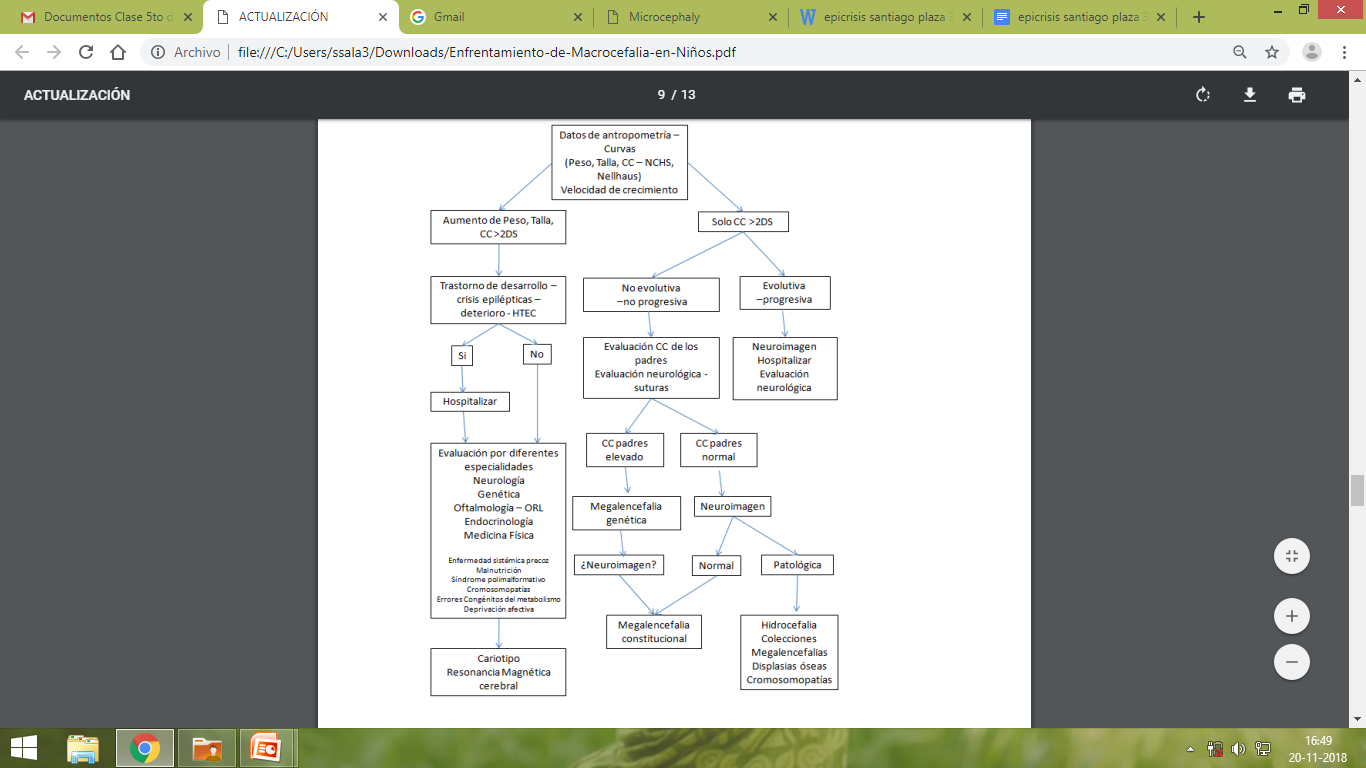 Documentos Clase 5to d
ACTUALIZACIÓN
Gmail
Microcephaly
epicrisis santiago plaza 3
epicrisis santiago plaza 3
Archivo
file:///C:/Users/ssala3/Downloads/Enfrentamiento-de-Macrocefalia-en-Niños.pdf
ACTUALIZACIÓN
9 / 13
Datos de antropometría –
Curvas
(Peso, Talla, CC – NCHS,
Nellhaus)
Velocidad de crecimiento
Aumento de Peso, Talla,
CC >2DS
Solo CC >2DS
Trastorno de desarrollo –
crisis epilépticas –
deterioro - HTEC
No evolutiva
–no progresiva
Evolutiva
–progresiva
Si
No
Evaluación CC de los
padres
Evaluación neurológica -
suturas
Neuroimagen
Hospitalizar
Evaluación
neurológica
Hospitalizar
CC padres
elevado
CC padres
normal
Evaluación por diferentes
especialidades
Neurología
Genética
Oftalmología – ORL
Endocrinología
Medicina Física
Enfermedad sistémica precoz
Malnutrición
Síndrome polimalformativo
Cromosomopatías
Errores Congénitos del metabolismo
Deprivación afectiva
Megalencefalia
genética
Neuroimagen
¿Neuroimagen?
Normal
Patológica
Megalencefalia
constitucional
Hidrocefalia
Colecciones
Megalencefalias
Displasias óseas
Cromosomopatías
Cariotipo
Resonancia Magnética
cerebral
16:49
20-11-2018